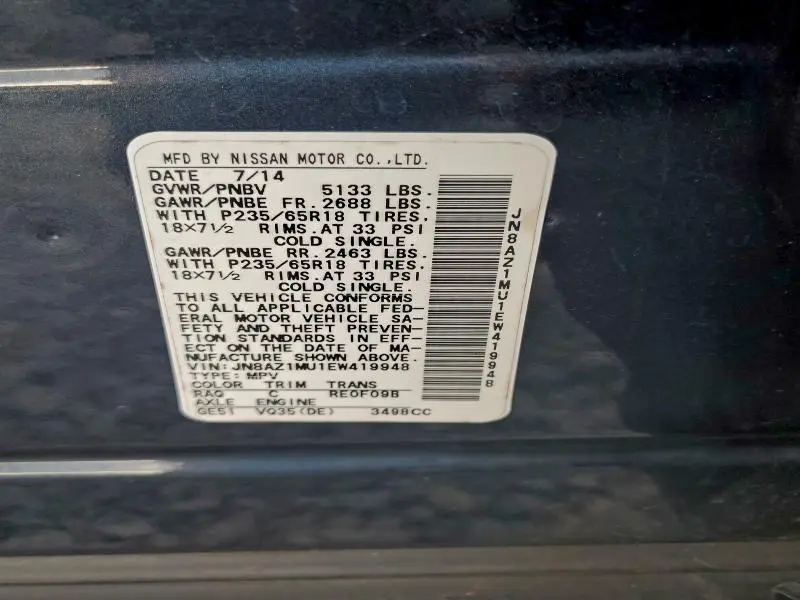 MFD BY NISSAN MOTOR CO.,LTD.
DATE 7/14
GVWR/PNBV 5133 LBS.
GAWR/PNBE FR. 2688 LBS.
WITH P235/65R18 TIRES.
18X7½ RIMS.AT 33 PSI
COLD SINGLE.
GAWR/PNBE RR. 2463 LBS.
WITH P235/65R18 TIRES.
18X7½ RIMS.AT 33 PSI
COLD SINGLE.
THIS VEHICLE CONFORMS
TO ALL APPLICABLE FED-
ERAL MOTOR VEHICLE SA-
FETY AND THEFT PREVEN-
TION STANDARDS IN EFF-
ECT ON THE DATE OF MA-
NUFACTURE SHOWN ABOVE.
VIN:JN8AZ1MU1EW419948
TYPE:MPV
COLOR TRIM TRANS
RAQ C RE0F09B
AXLE ENGINE
GE51 VQ35(DE) 3498CC
JN8AZ1MU1EW419948